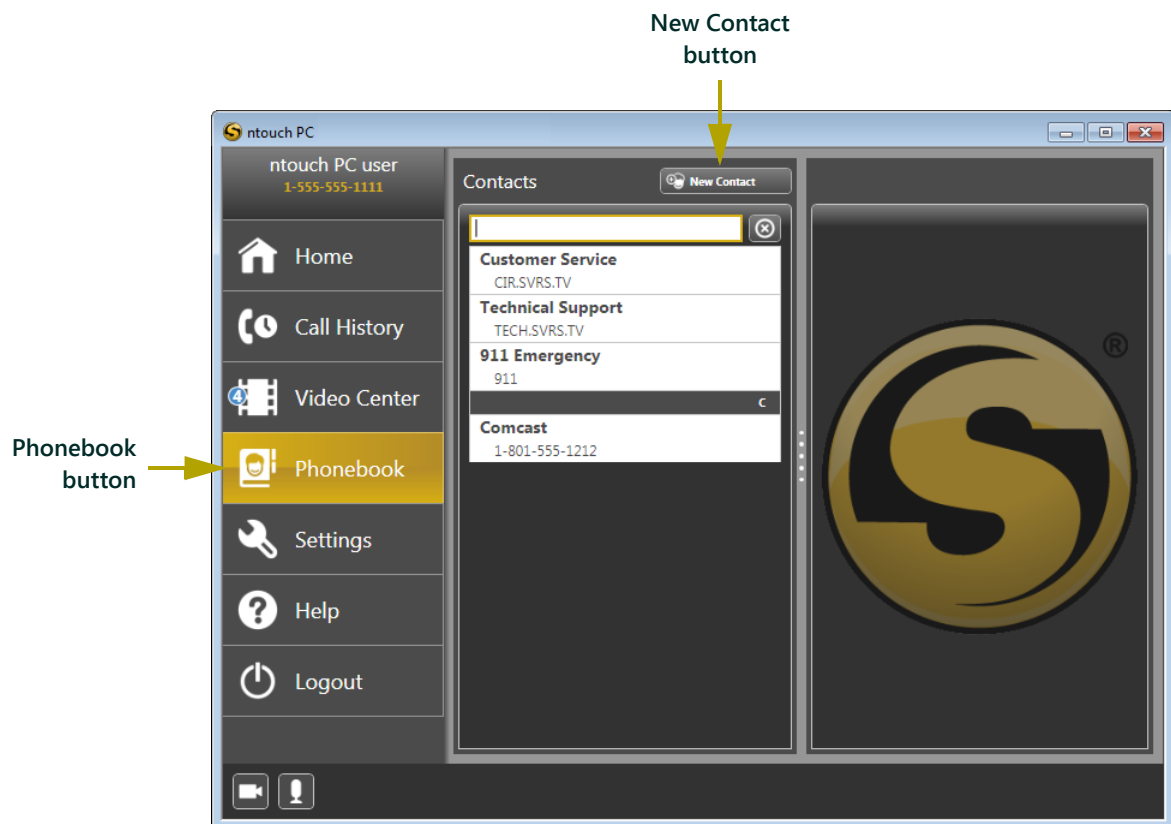 New Contact
button
ntouch PC
ntouch PC user
1-555-555-1111
Contacts
New Contact
Home
Call History
4
Video Center
Phonebook
Settings
Help
Logout
Customer Service
CIR.SVRS.TV
Technical Support
TECH.SVRS.TV
911 Emergency
911
C
Comcast
1-801-555-1212
S
®
Phonebook
button